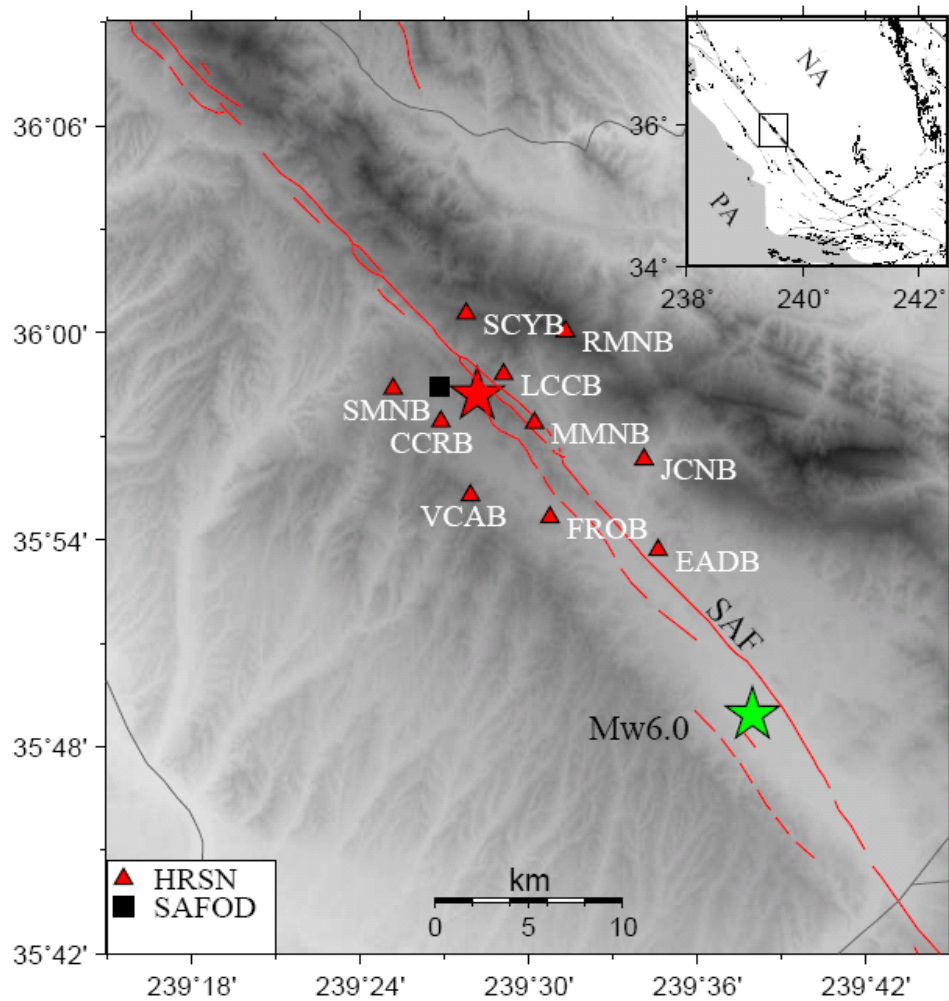 NA
PA
36°
34°
238°
240°
242°
36°06'
36°00'
35°54'
35°48'
35°42'
SCYB
RMNB
LCCB
SMNB
CCRB
MMNB
JCNB
VCAB
FROB
EADB
SAF
Mw6.0
HRSN
SAFOD
km
0 5 10
239°18'
239°24'
239°30'
239°36'
239°42'